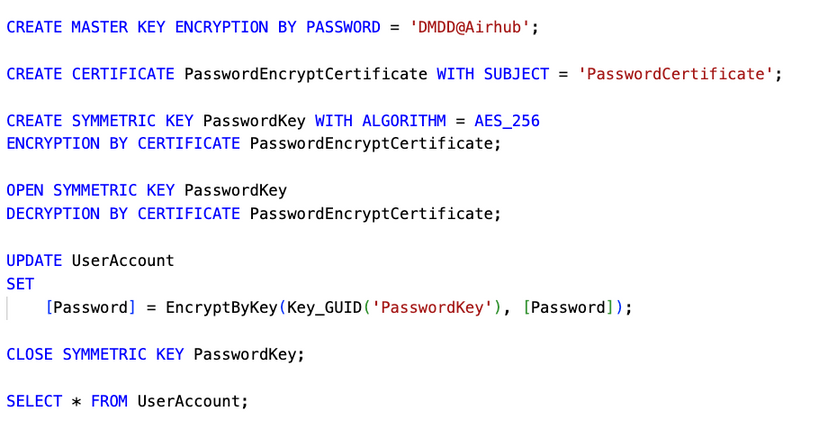 CREATE MASTER KEY ENCRYPTION BY PASSWORD = 'DMDD@Airhub';
CREATE CERTIFICATE PasswordEncryptCertificate WITH SUBJECT = 'PasswordCertificate';
CREATE SYMMETRIC KEY PasswordKey WITH ALGORITHM = AES_256
ENCRYPTION BY CERTIFICATE PasswordEncryptCertificate;
OPEN SYMMETRIC KEY PasswordKey
DECRYPTION BY CERTIFICATE PasswordEncryptCertificate;
UPDATE UserAccount
SET
[Password] = EncryptByKey(Key_GUID('PasswordKey'), [Password]);
CLOSE SYMMETRIC KEY PasswordKey;
SELECT * FROM UserAccount;